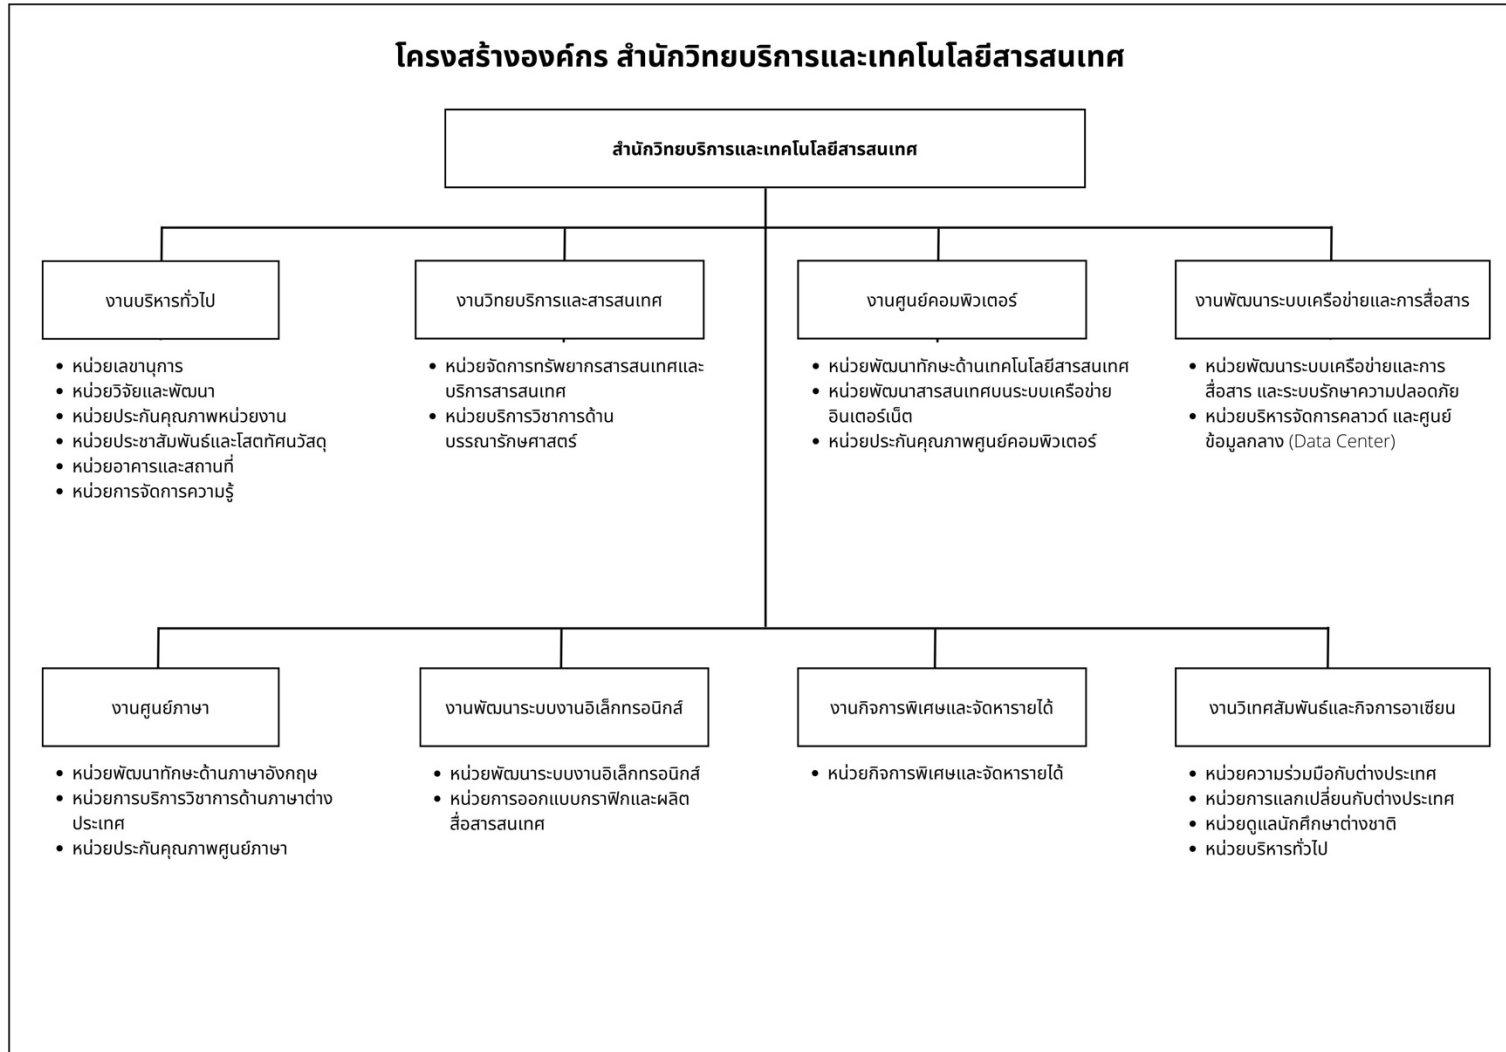 โครงสร้างองค์กร สำนักวิทยบริการและเทคโนโลยีสารสนเทศ
สำนักวิทยบริการและเทคโนโลยีสารสนเทศ
งานบริหารทั่วไป
• หน่วยเลขานุการ
• หน่วยวิจัยและพัฒนา
• หน่วยประกันคุณภาพหน่วยงาน
• หน่วยประชาสัมพันธ์และโสตทัศนวัสดุ
• หน่วยอาคารและสถานที่
• หน่วยการจัดการความรู้
งานวิทยบริการและสารสนเทศ
• หน่วยจัดการทรัพยากรสารสนเทศและ
บริการสารสนเทศ
• หน่วยบริการวิชาการด้าน
บรรณารักษศาสตร์
งานศูนย์คอมพิวเตอร์
• หน่วยพัฒนาทักษะด้านเทคโนโลยีสารสนเทศ
• หน่วยพัฒนาสารสนเทศบนระบบเครือข่าย
อินเตอร์เน็ต
• หน่วยประกันคุณภาพศูนย์คอมพิวเตอร์
งานพัฒนาระบบเครือข่ายและการสื่อสาร
• หน่วยพัฒนาระบบเครือข่ายและการ
สื่อสาร และระบบรักษาความปลอดภัย
• หน่วยบริหารจัดการคลาวด์ และศูนย์
ข้อมูลกลาง (Data Center)
งานศูนย์ภาษา
• หน่วยพัฒนาทักษะด้านภาษาอังกฤษ
• หน่วยการบริการวิชาการด้านภาษาต่าง
ประเทศ
• หน่วยประกันคุณภาพศูนย์ภาษา
งานพัฒนาระบบงานอิเล็กทรอนิกส์
• หน่วยพัฒนาระบบงานอิเล็กทรอนิกส์
• หน่วยการออกแบบกราฟิกและผลิต
สื่อสารสนเทศ
งานกิจการพิเศษและจัดหารายได้
• หน่วยกิจการพิเศษและจัดหารายได้
งานวิเทศสัมพันธ์และกิจการอาเซียน
• หน่วยความร่วมมือกับต่างประเทศ
• หน่วยการแลกเปลี่ยนกับต่างประเทศ
• หน่วยดูแลนักศึกษาต่างชาติ
• หน่วยบริหารทั่วไป